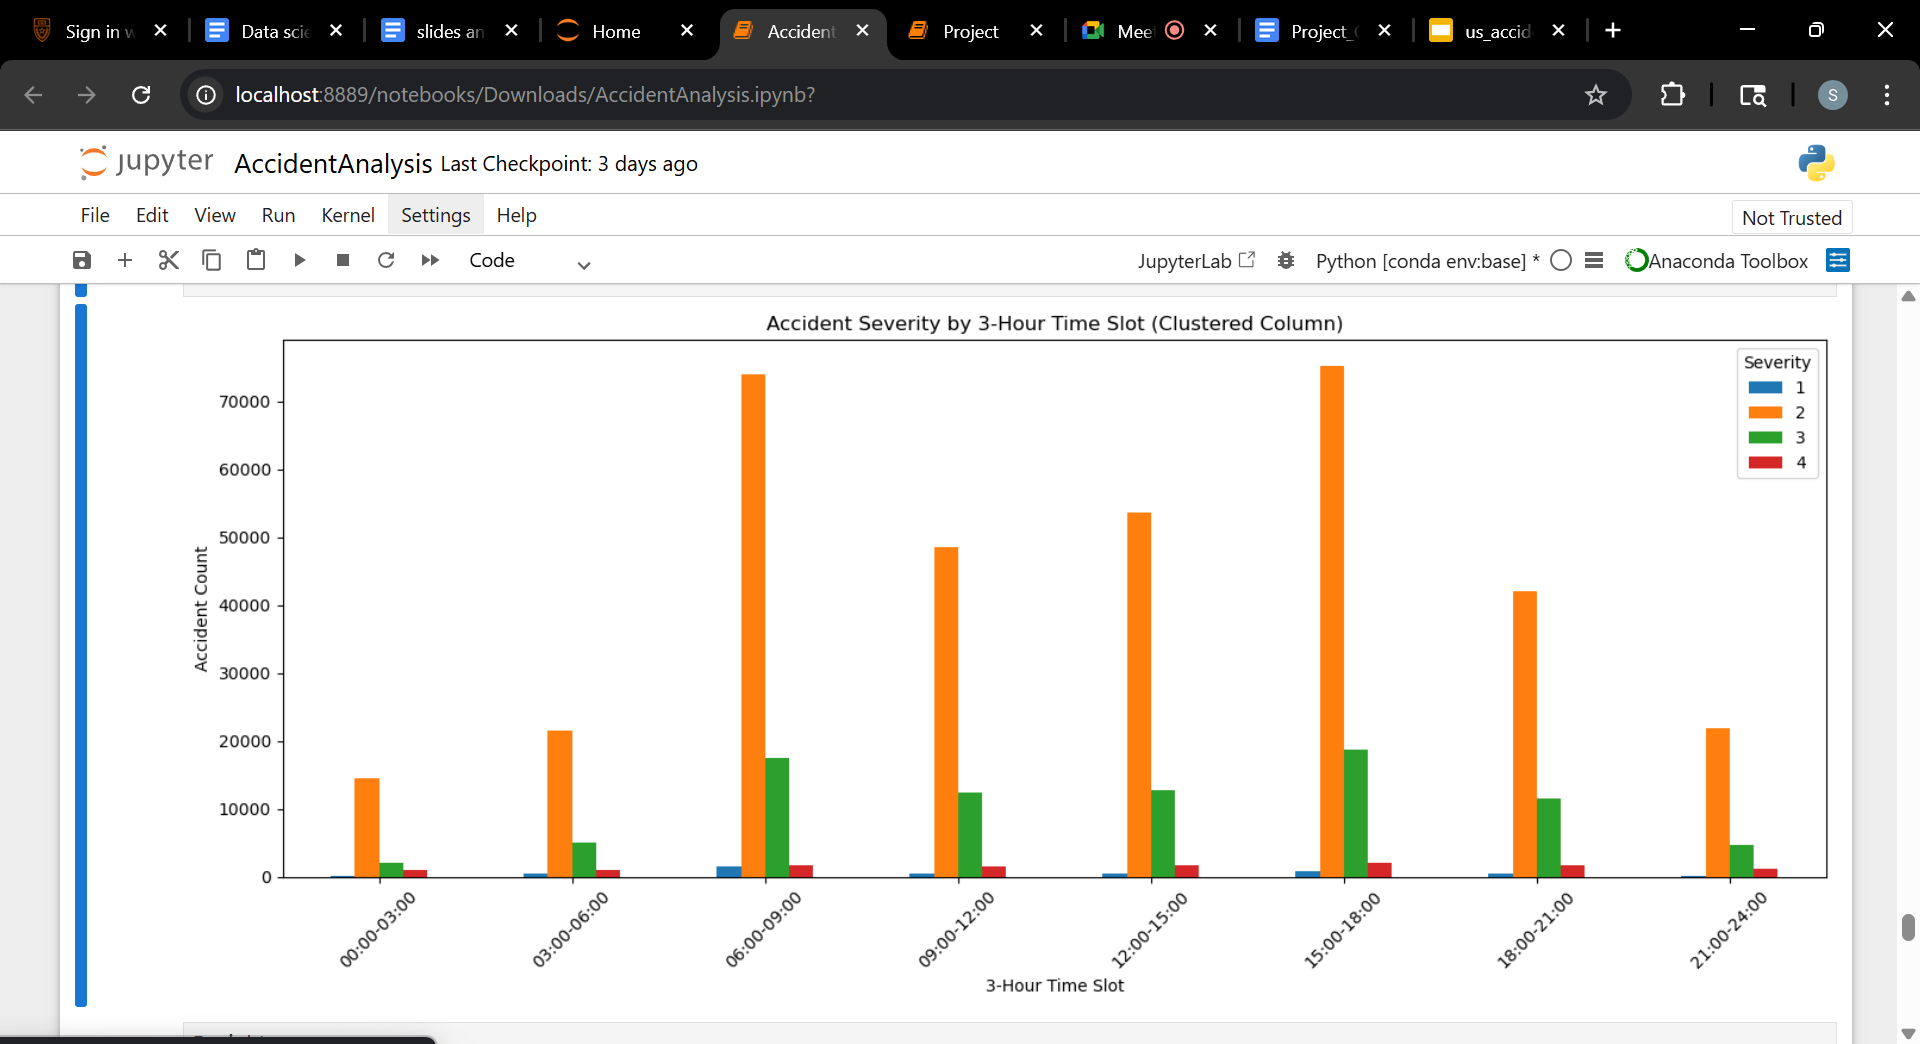 Sign in w
Data scie
slides an
Home
Accident
Project
Meet
Project_
us_accid
localhost:8889/notebooks/Downloads/AccidentAnalysis.ipynb?
S
jupyter AccidentAnalysis Last Checkpoint: 3 days ago
File Edit View Run Kernel Settings Help
Not Trusted
Code
JupyterLab
Python [conda env:base] *
Anaconda Toolbox
Accident Severity by 3-Hour Time Slot (Clustered Column)
Severity
1
2
3
4
70000
60000
50000
40000
30000
20000
10000
0
Accident Count
00:00-03:00
03:00-06:00
06:00-09:00
09:00-12:00
12:00-15:00
15:00-18:00
18:00-21:00
21:00-24:00
3-Hour Time Slot